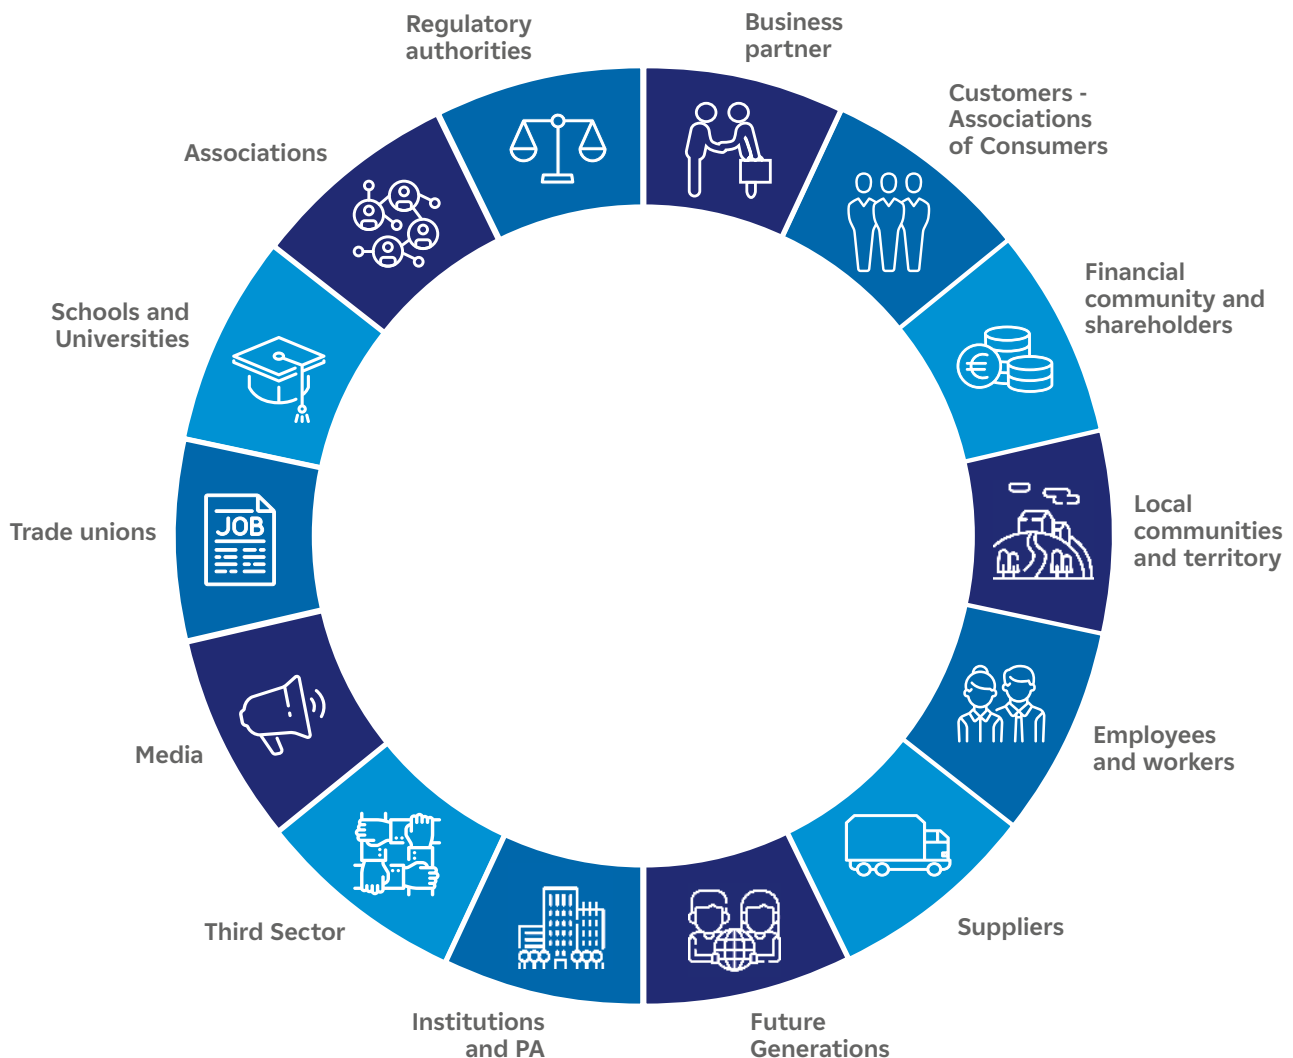 Regulatory
authorities
Business
partner
Customers -
Associations
of Consumers
Associations
Financial
community and
shareholders
Schools and
Universities
€
Local
communities
and territory
Trade unions
JOB
Employees
and workers
Media
Suppliers
Third Sector
Institutions
and PA
Future
Generations